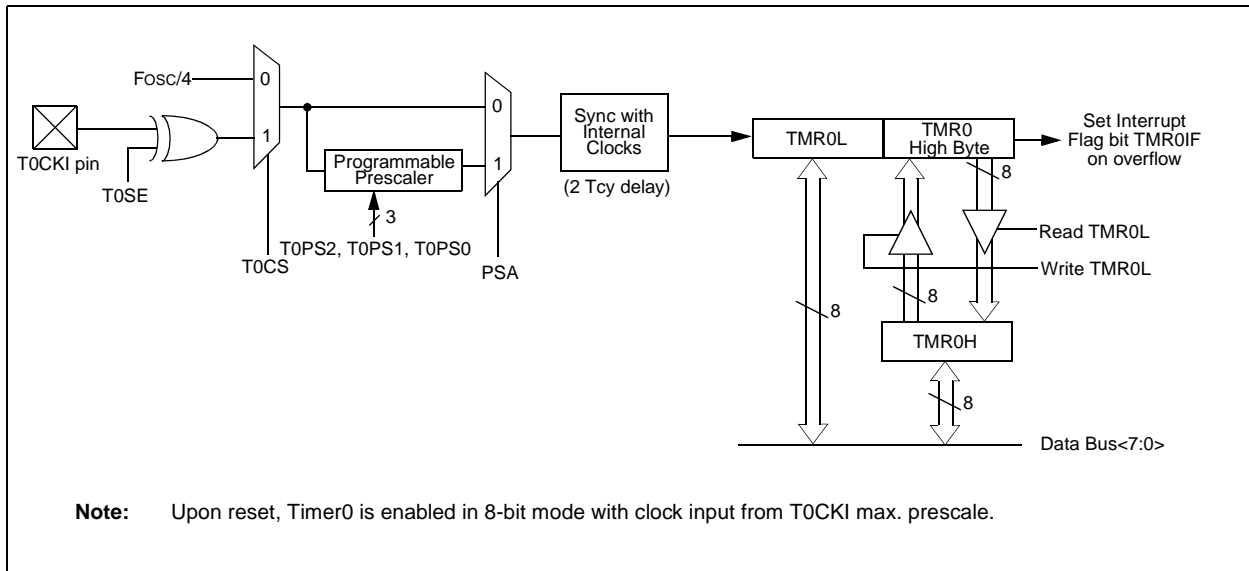 Fosc/4
0
1
T0CKI pin
T0SE
T0CS
Programmable
Prescaler
3
T0PS2, T0PS1, T0PS0
0
1
PSA
Sync with
Internal
Clocks
(2 Tcy delay)
TMR0L
TMR0
High Byte
Set Interrupt
Flag bit TMR0IF
on overflow
8
Read TMR0L
Write TMR0L
8
8
TMR0H
8
Data Bus<7:0>
Note: Upon reset, Timer0 is enabled in 8-bit mode with clock input from T0CKI max. prescale.